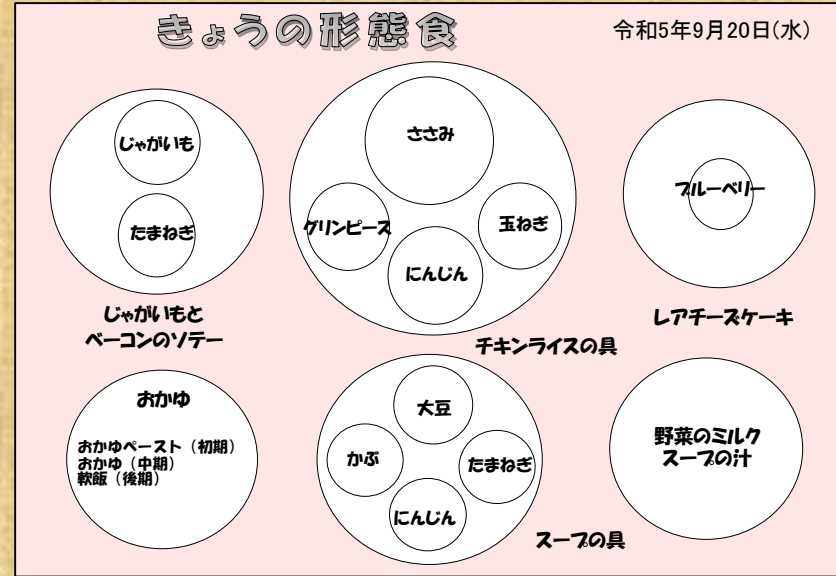 きょうの形態食
令和5年9月20日(水)
じゃがいも
たまねぎ
じゃがいもと
ベーコンのソテー
ささみ
グリンピース
玉ねぎ
にんじん
チキンライスの具
ブルーベリー
レアチーズケーキ
おかゆ
おかゆペースト（初期）
おかゆ（中期）
軟飯（後期）
大豆
かぶ
たまねぎ
にんじん
スープの具
野菜のミルク
スープの汁